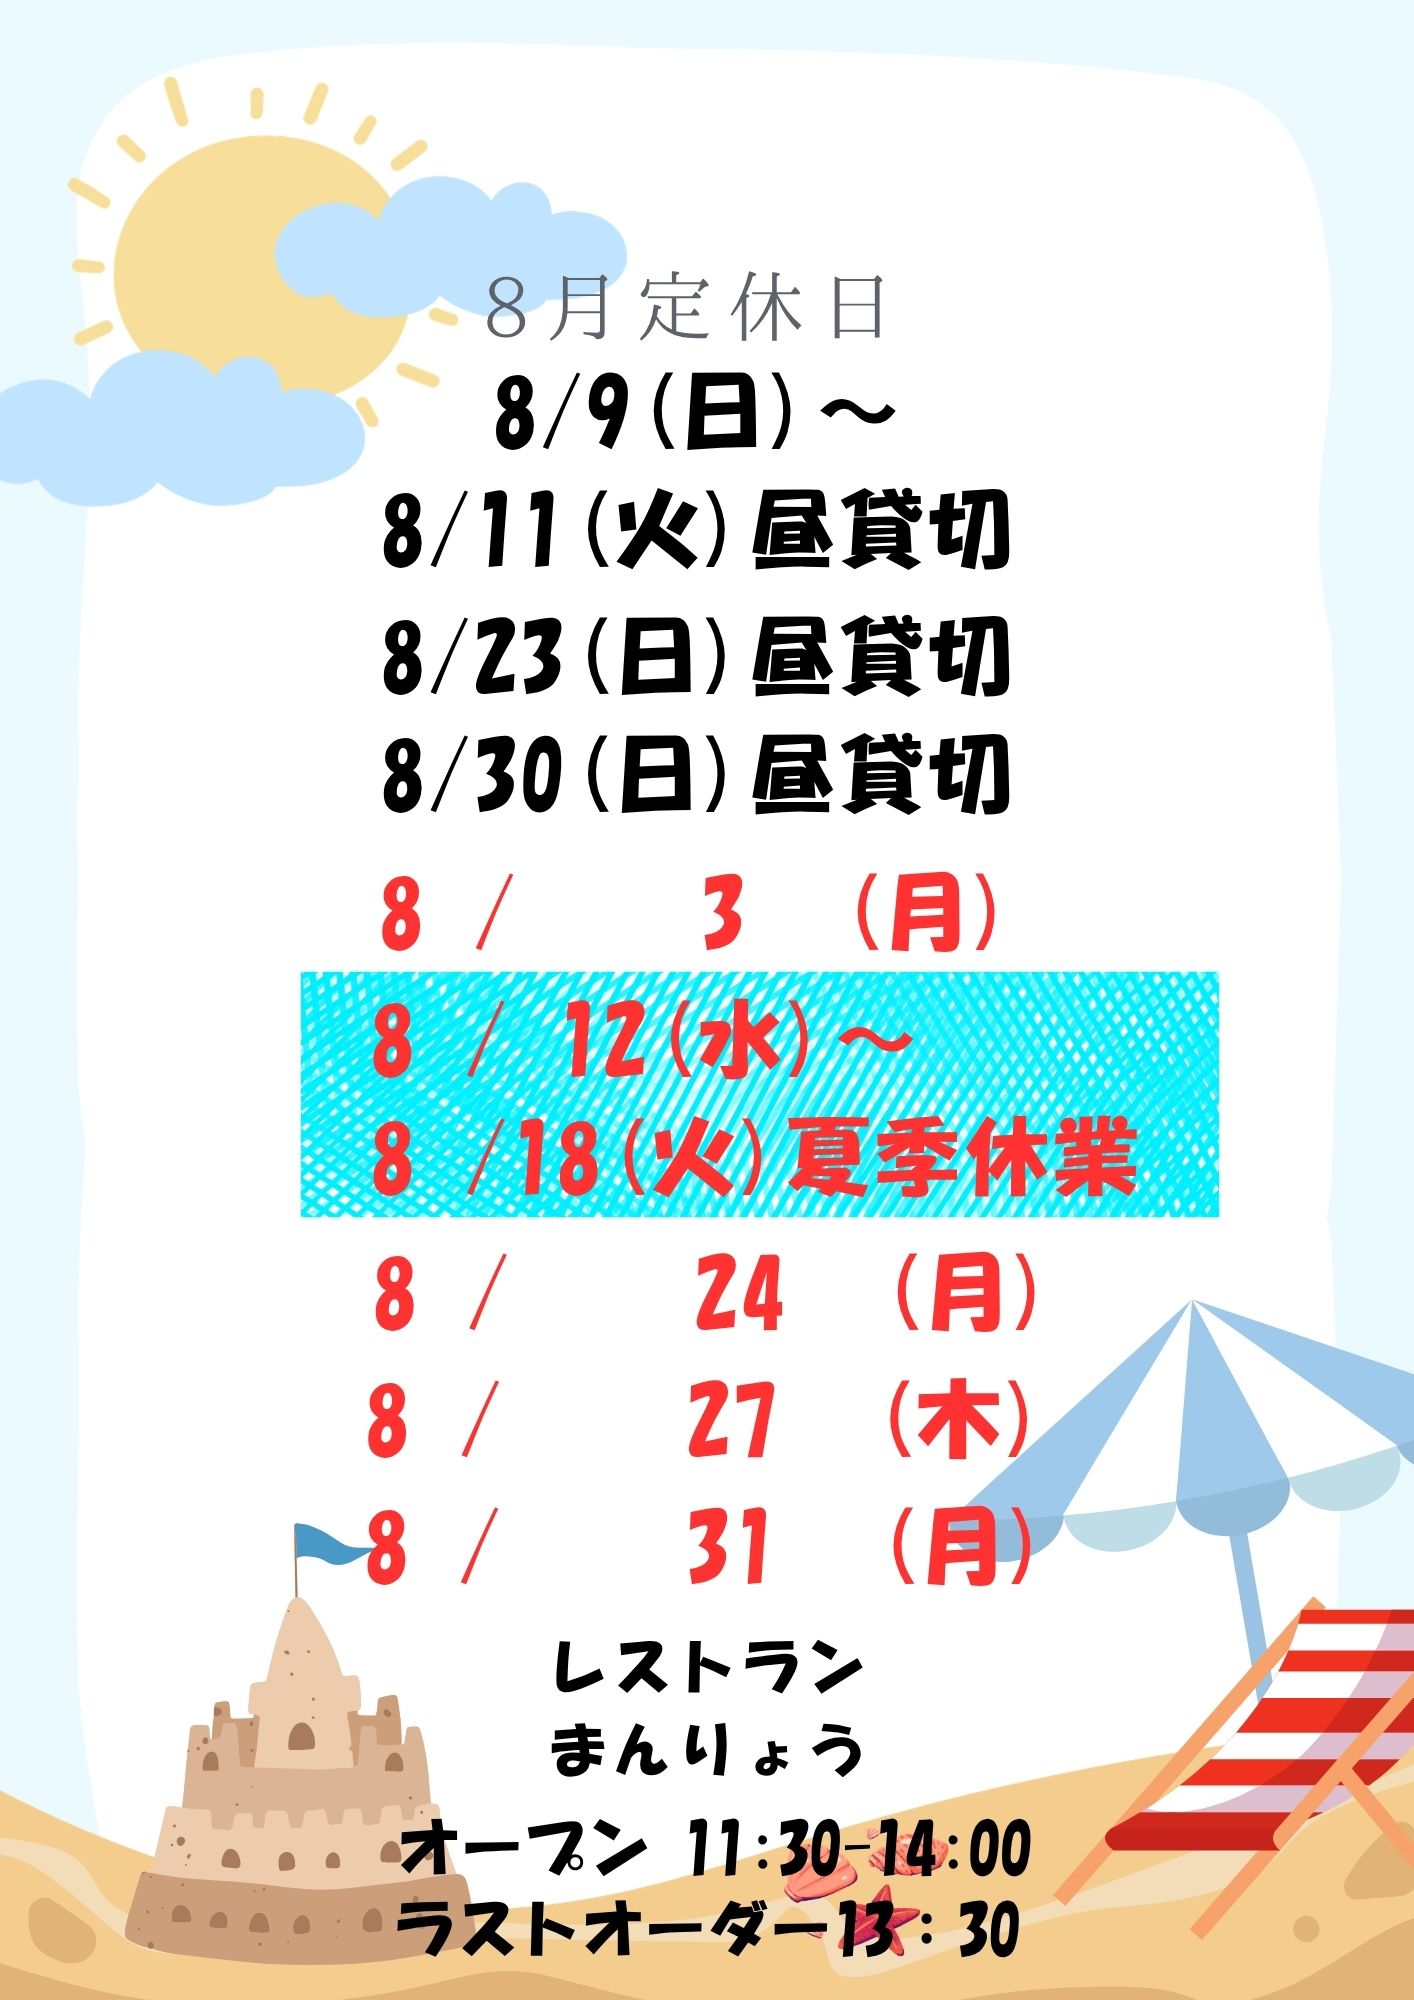 8月定休日
8/9(日)〜
8/11(火)昼貸切
8/23(日)昼貸切
8/30(日)昼貸切
8 / 3 (月)
8 / 12(水)〜
8 /18(火)夏季休業
8 / 24 (月)
8 / 27 (木)
8 / 31 (月)
レストラン
まんりょう
オープン 11:30-14:00
ラストオーダー13：30